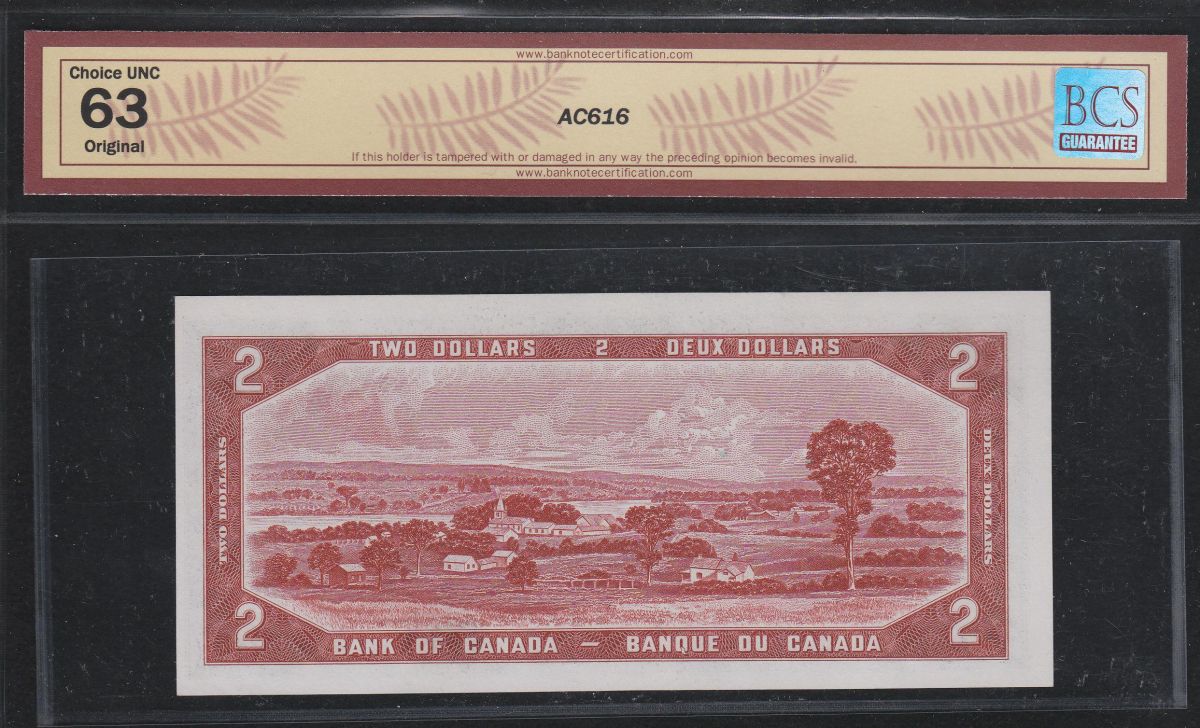 www.banknotecertification.com
Choice UNC
63
Original
AC616
BCS
GUARANTEE
If this holder is tampered with or damaged in any way the preceding opinion becomes invalid.
www.banknotecertification.com
2 TWO DOLLARS 2 DEUX DOLLARS 2
TWO DOLLARS
DEUX DOLLARS
2 BANK OF CANADA — BANQUE DU CANADA 2